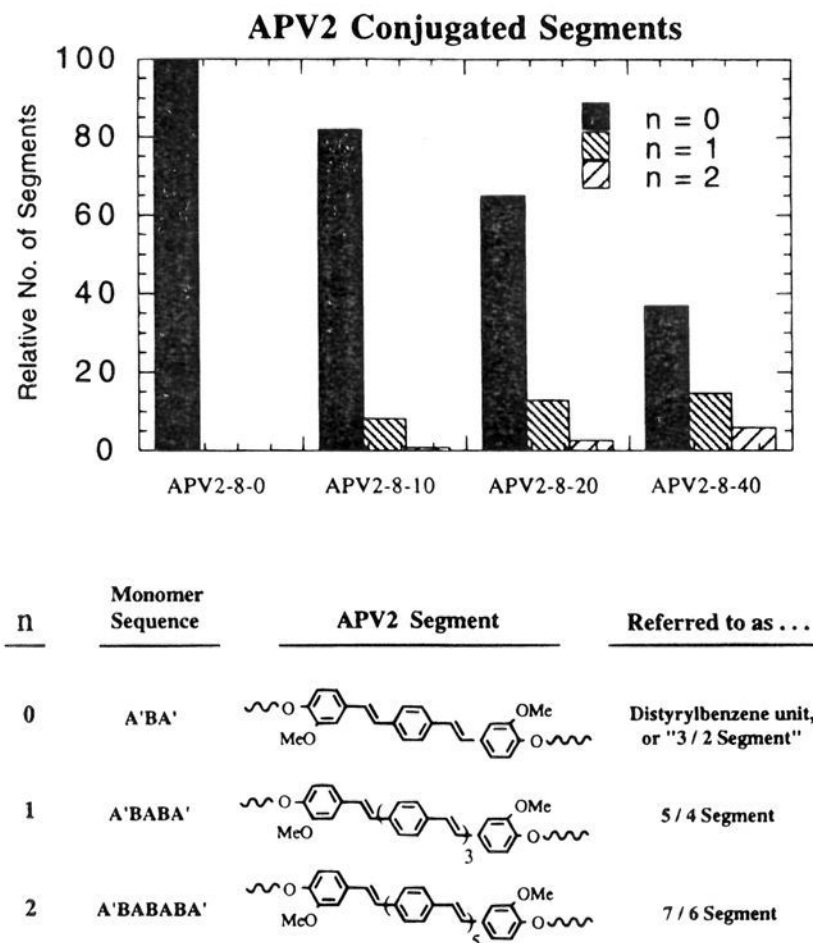 APV2 Conjugated Segments
Relative No. of Segments
100
80
60
40
20
0
n = 0
n = 1
n = 2
APV2-8-0 APV2-8-10 APV2-8-20 APV2-8-40
n Monomer Sequence APV2 Segment Referred to as . . .
0 A'BA' Distyrylbenzene unit, or "3 / 2 Segment"
O MeO OMe O
1 A'BABA' 5 / 4 Segment
O MeO 3 OMe O
2 A'BABABA' 7 / 6 Segment
O MeO 5 OMe O